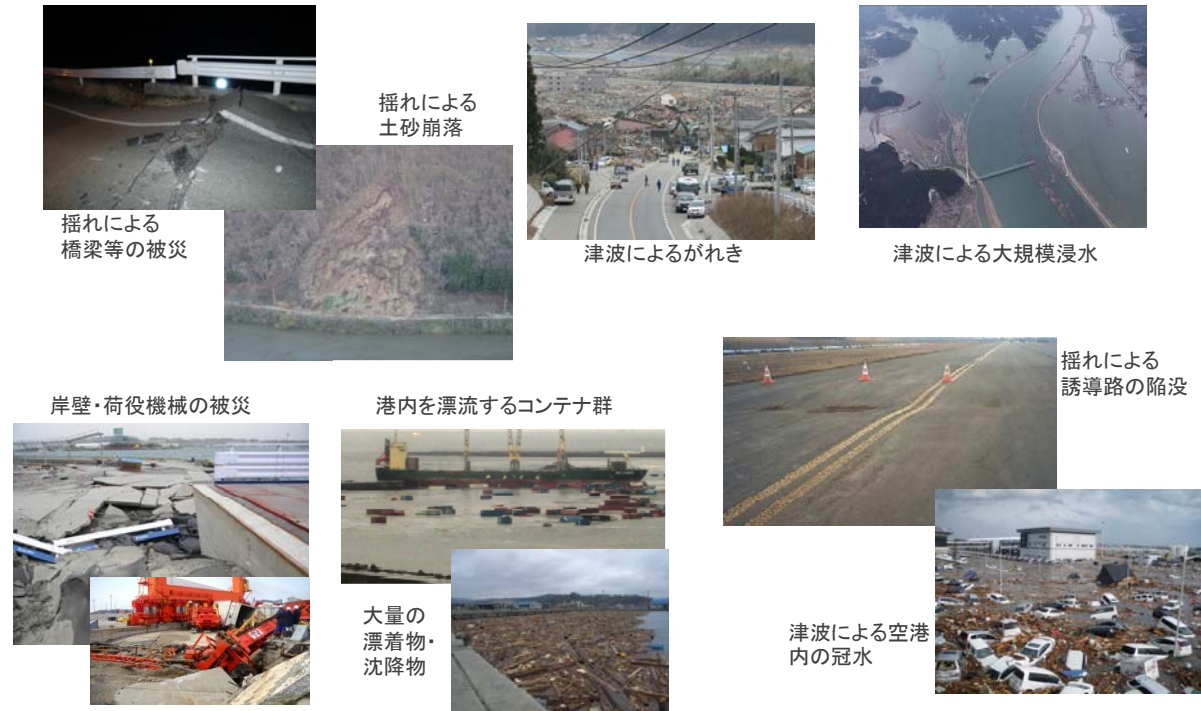 揺れによる
土砂崩落
揺れによる
橋梁等の被災
津波によるがれき
津波による大規模浸水
岸壁・荷役機械の被災
港内を漂流するコンテナ群
揺れによる
誘導路の陥没
大量の
漂着物・
沈降物
津波による空港
内の冠水